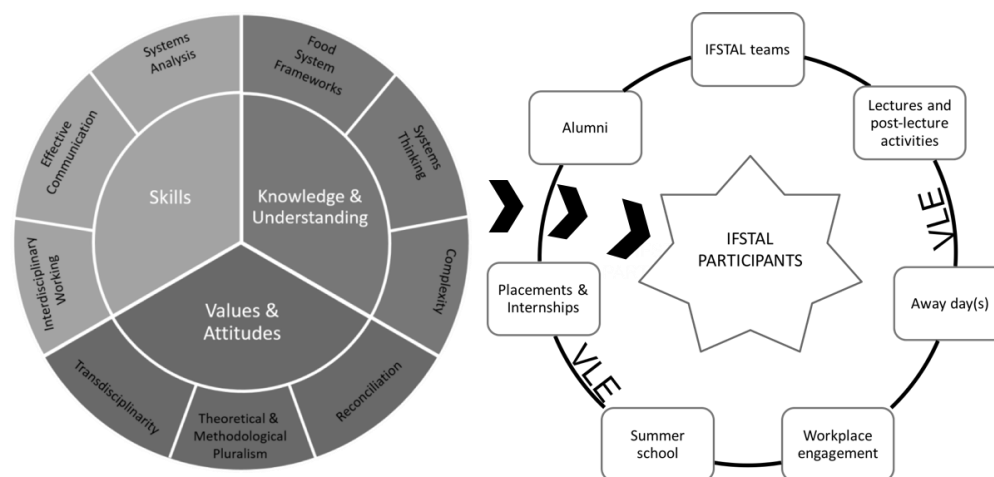 Systems
Analysis
Food
System
Frameworks
Effective
Communication
Systems
Thinking
Skills
Knowledge &
Understanding
Interdisciplinary
Working
Complexity
Values &
Attitudes
Transdisciplinarity
Theoretical &
Methodological
Pluralism
Reconciliation
IFSTAL teams
Alumni
Lectures and
post-lecture
activities
VLE
IFSTAL
PARTICIPANTS
Placements &
Internships
Away day(s)
VLE
Summer
school
Workplace
engagement